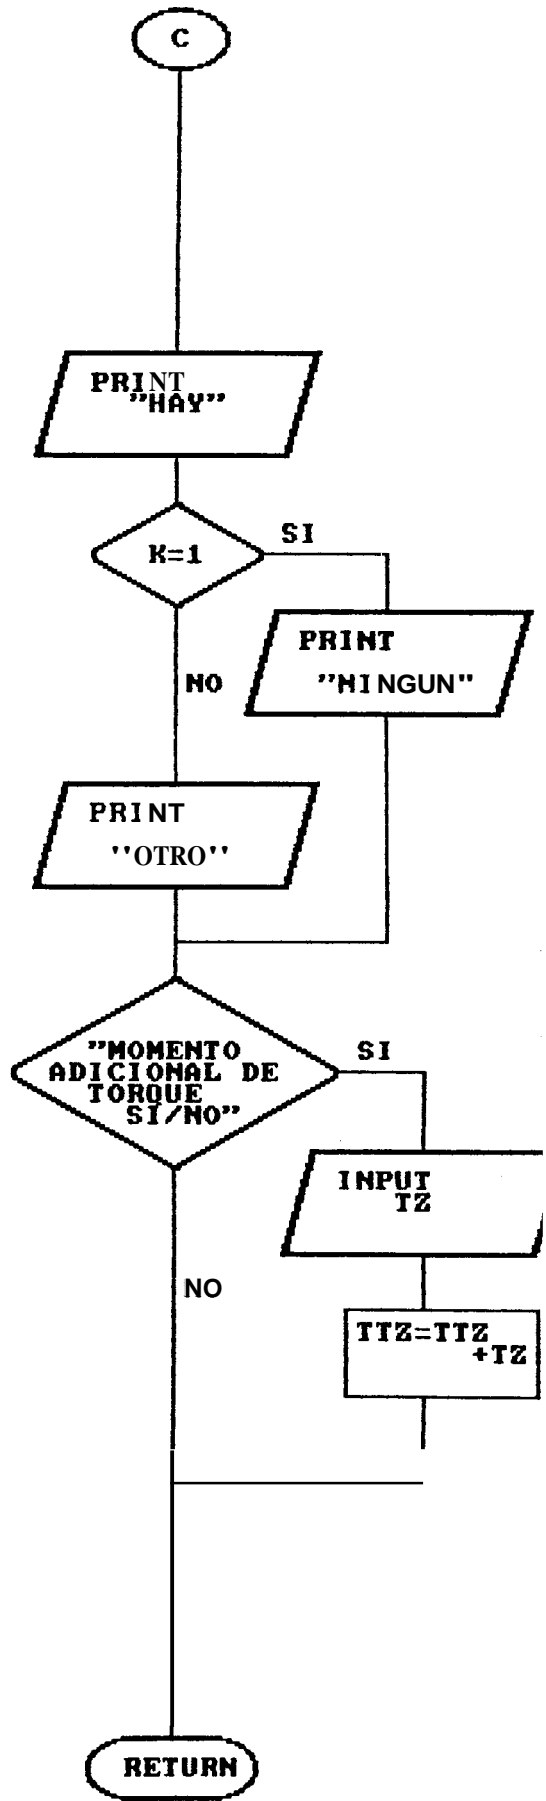 C
PRINT
"HAY"
K=1
SI
PRINT
"NINGUN"
NO
PRINT
''OTRO''
"MOMENTO
ADICIONAL DE
TORQUE
SI/NO"
SI
INPUT
TZ
NO
TTZ=TTZ
+TZ
RETURN